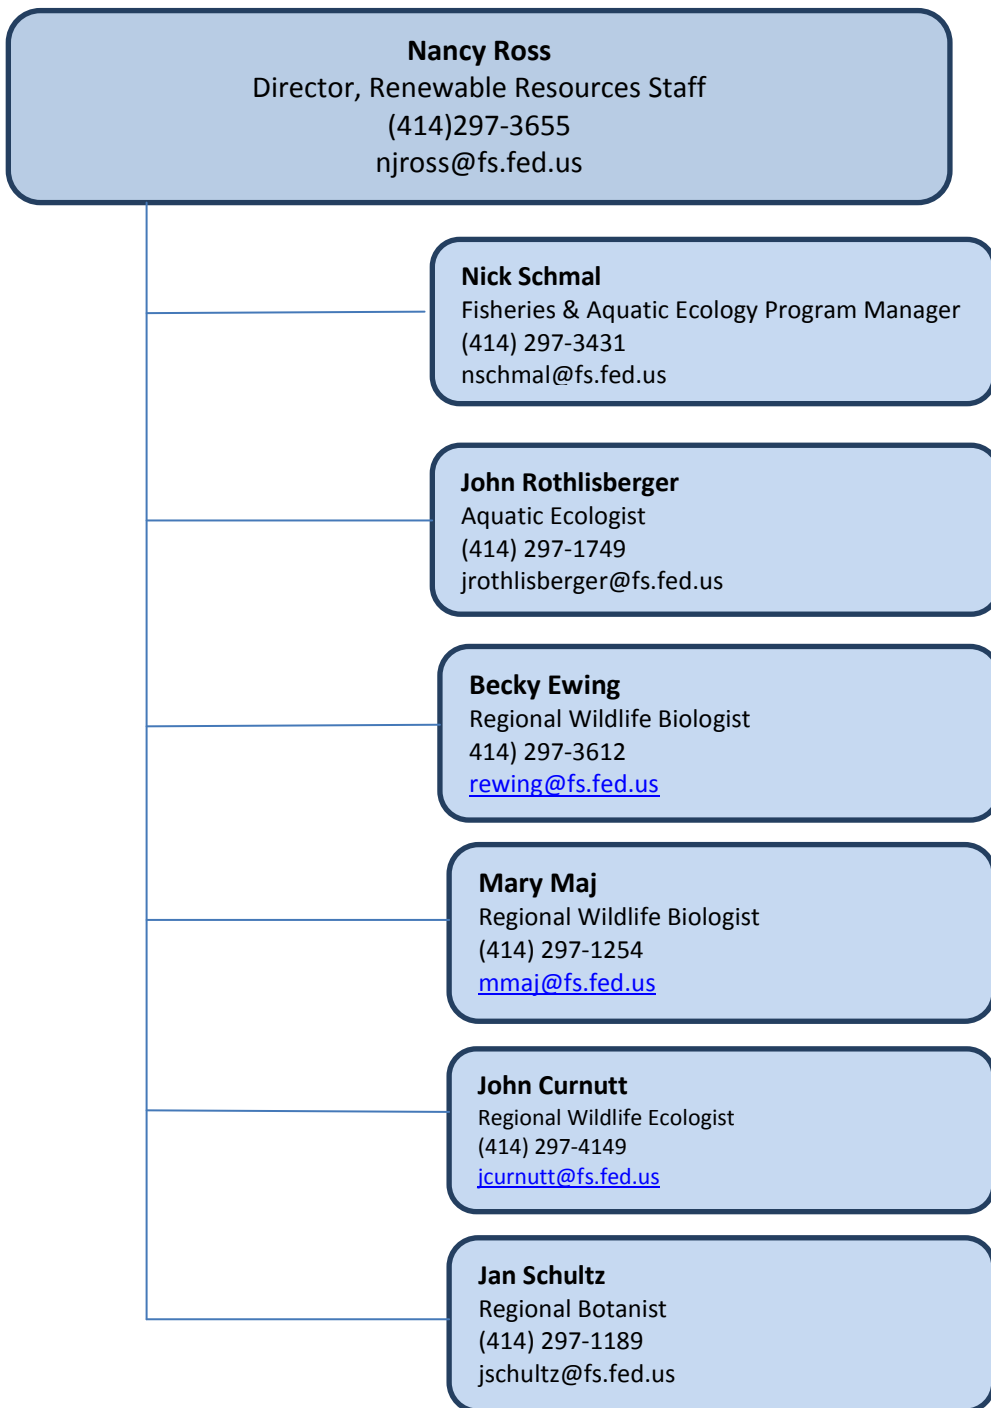 Nancy Ross
Director, Renewable Resources Staff
(414)297-3655
njross@fs.fed.us
Nick Schmal
Fisheries & Aquatic Ecology Program Manager
(414) 297-3431
nschmal@fs.fed.us
John Rothlisberger
Aquatic Ecologist
(414) 297-1749
jrothlisberger@fs.fed.us
Becky Ewing
Regional Wildlife Biologist
414) 297-3612
rewing@fs.fed.us
Mary Maj
Regional Wildlife Biologist
(414) 297-1254
mmaj@fs.fed.us
John Curnutt
Regional Wildlife Ecologist
(414) 297-4149
jcurnutt@fs.fed.us
Jan Schultz
Regional Botanist
(414) 297-1189
jschultz@fs.fed.us